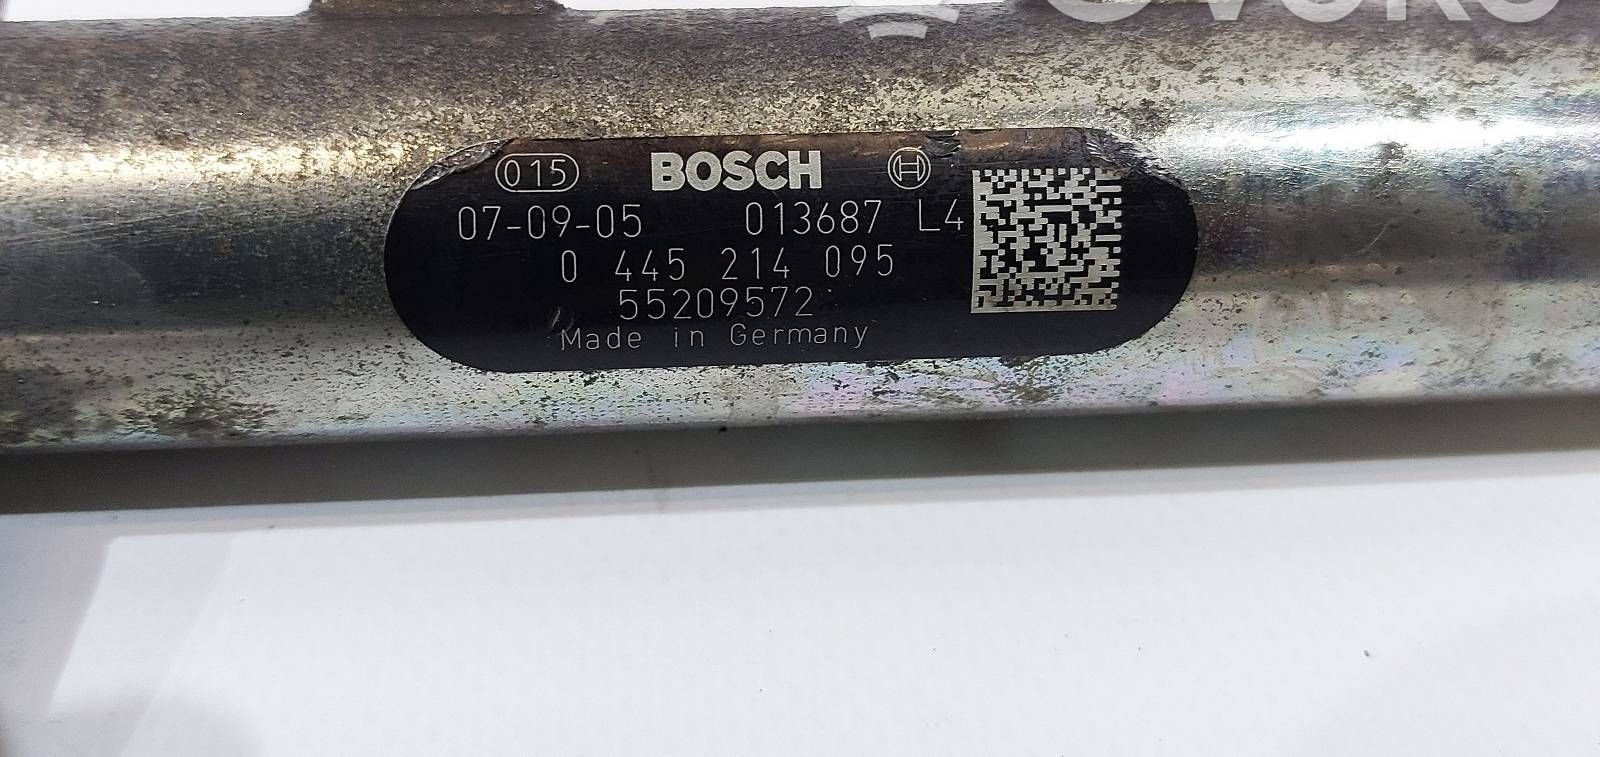 015 BOSCH H
07-09-05 013687 L4
0 445 214 095
55209572
Made in Germany